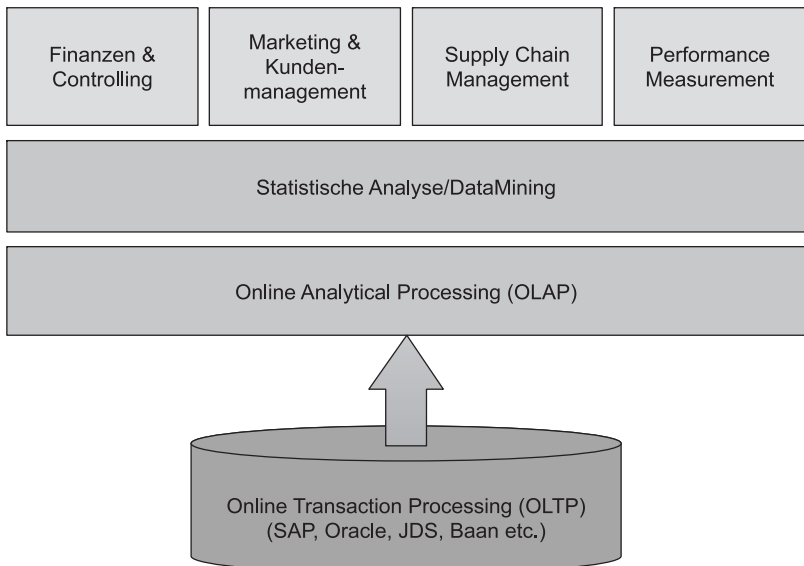 Finanzen &
Controlling
Marketing &
Kunden-
management
Supply Chain
Management
Performance
Measurement
Statistische Analyse/DataMining
Online Analytical Processing (OLAP)
Online Transaction Processing (OLTP)
(SAP, Oracle, JDS, Baan etc.)